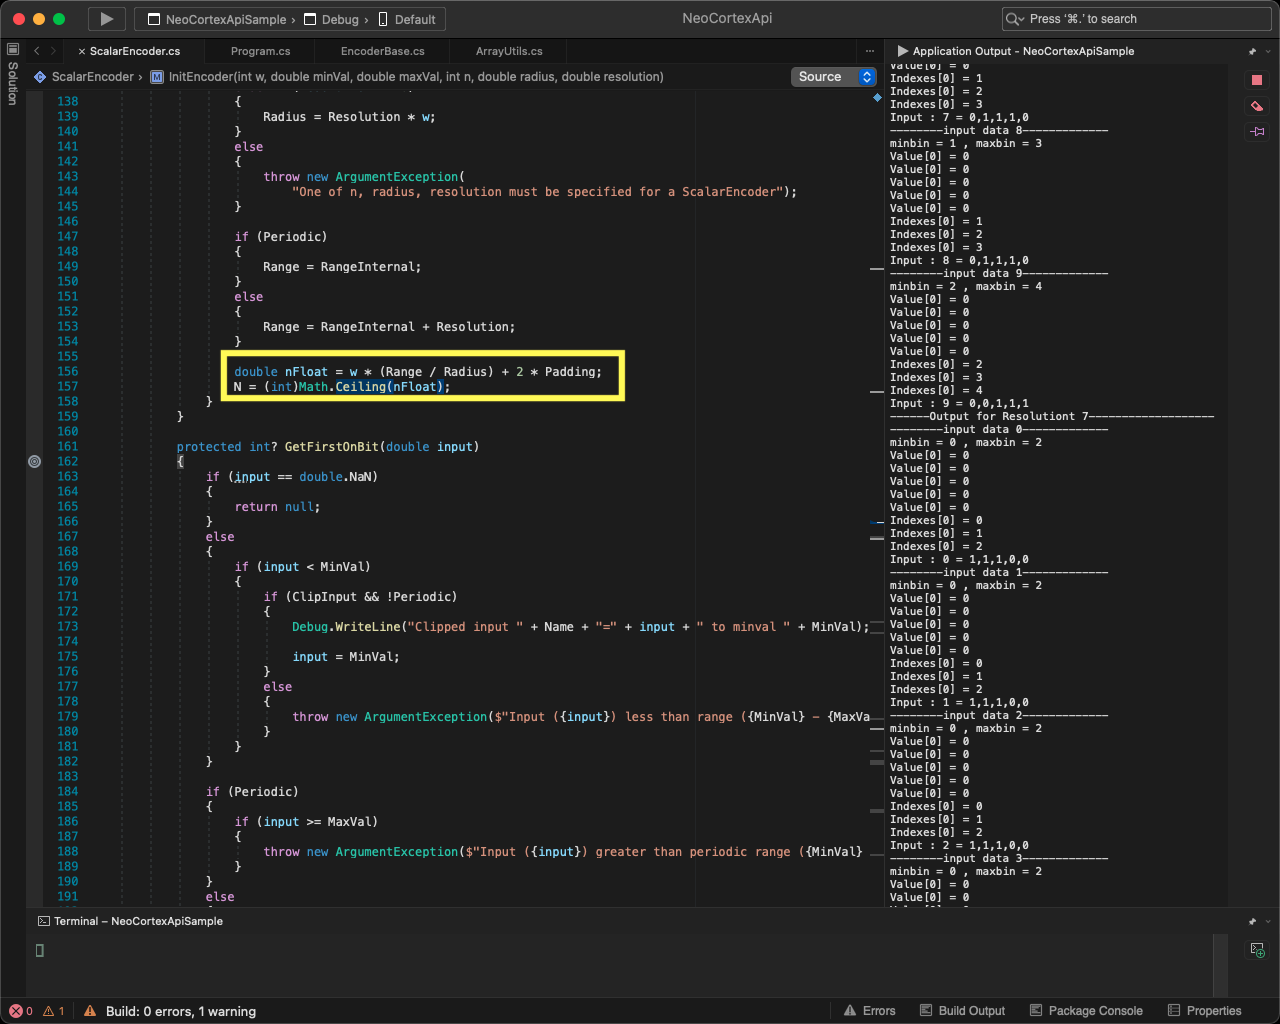 NeoCortexApiSample › Debug › Default
NeoCortexApi
Press ‘⌘.’ to search
Solution
ScalarEncoder.cs
Program.cs
EncoderBase.cs
ArrayUtils.cs
ScalarEncoder › M InitEncoder(int w, double minVal, double maxVal, int n, double radius, double resolution)
Source
138 {
139 Radius = Resolution * w;
140 }
141 else
142 {
143 throw new ArgumentException(
144 "One of n, radius, resolution must be specified for a ScalarEncoder");
145 }
146
147 if (Periodic)
148 {
149 Range = RangeInternal;
150 }
151 else
152 {
153 Range = RangeInternal + Resolution;
154 }
155
156 double nFloat = w * (Range / Radius) + 2 * Padding;
157 N = (int)Math.Ceiling(nFloat);
158 }
159 }
160
161 protected int? GetFirstOnBit(double input)
162 {
163 if (input == double.NaN)
164 {
165 return null;
166 }
167 else
168 {
169 if (input < MinVal)
170 {
171 if (ClipInput && !Periodic)
172 {
173 Debug.WriteLine("Clipped input " + Name + "=" + input + " to minval " + MinVal);
174
175 input = MinVal;
176 }
177 else
178 {
179 throw new ArgumentException($"Input ({input}) less than range ({MinVal} - {MaxVa
180 }
181 }
182 }
183
184 if (Periodic)
185 {
186 if (input >= MaxVal)
187 {
188 throw new ArgumentException($"Input ({input}) greater than periodic range ({MinVal}
189 }
190 }
191 else
Application Output - NeoCortexApiSample
Value[0] = 0
Indexes[0] = 1
Indexes[0] = 2
Indexes[0] = 3
Input : 7 = 0,1,1,1,0
--------input data 8-------------
minbin = 1 , maxbin = 3
Value[0] = 0
Value[0] = 0
Value[0] = 0
Value[0] = 0
Value[0] = 0
Indexes[0] = 1
Indexes[0] = 2
Indexes[0] = 3
Input : 8 = 0,1,1,1,0
--------input data 9-------------
minbin = 2 , maxbin = 4
Value[0] = 0
Value[0] = 0
Value[0] = 0
Value[0] = 0
Value[0] = 0
Indexes[0] = 2
Indexes[0] = 3
Indexes[0] = 4
Input : 9 = 0,0,1,1,1
------Output for Resolutiont 7-------------------
--------input data 0-------------
minbin = 0 , maxbin = 2
Value[0] = 0
Value[0] = 0
Value[0] = 0
Value[0] = 0
Value[0] = 0
Indexes[0] = 0
Indexes[0] = 1
Indexes[0] = 2
Input : 0 = 1,1,1,0,0
--------input data 1-------------
minbin = 0 , maxbin = 2
Value[0] = 0
Value[0] = 0
Value[0] = 0
Value[0] = 0
Value[0] = 0
Indexes[0] = 0
Indexes[0] = 1
Indexes[0] = 2
Input : 1 = 1,1,1,0,0
--------input data 2-------------
minbin = 0 , maxbin = 2
Value[0] = 0
Value[0] = 0
Value[0] = 0
Value[0] = 0
Value[0] = 0
Indexes[0] = 0
Indexes[0] = 1
Indexes[0] = 2
Input : 2 = 1,1,1,0,0
--------input data 3-------------
minbin = 0 , maxbin = 2
Value[0] = 0
Value[0] = 0
Terminal – NeoCortexApiSample
0 1 Build: 0 errors, 1 warning
Errors
Build Output
Package Console
Properties